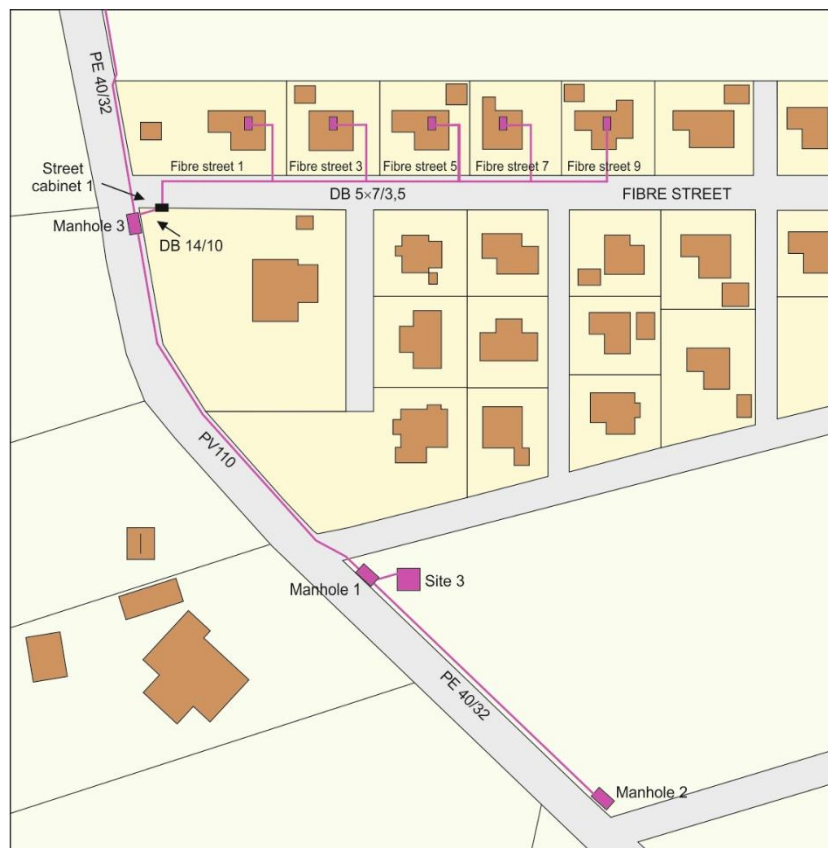 PE 40/32
Street
cabinet 1
Fibre street 1
Fibre street 3
Fibre street 5
Fibre street 7
Fibre street 9
DB 5×7/3,5
FIBRE STREET
Manhole 3
DB 14/10
PV110
Manhole 1
Site 3
PE 40/32
Manhole 2